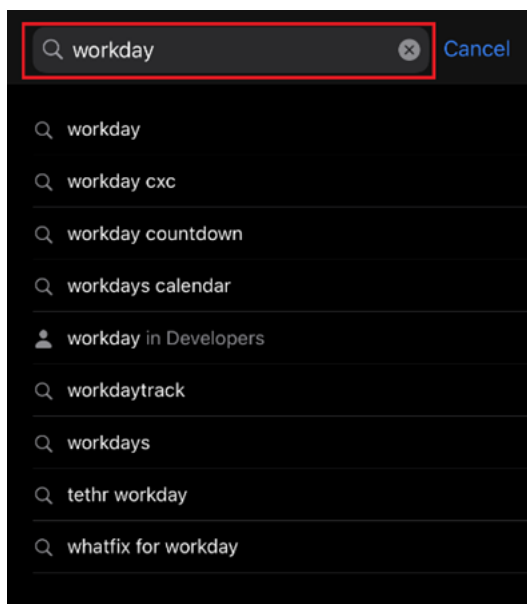 workday Cancel
workday
workday cxc
workday countdown
workdays calendar
workday in Developers
workdaytrack
workdays
tethr workday
whatfix for workday